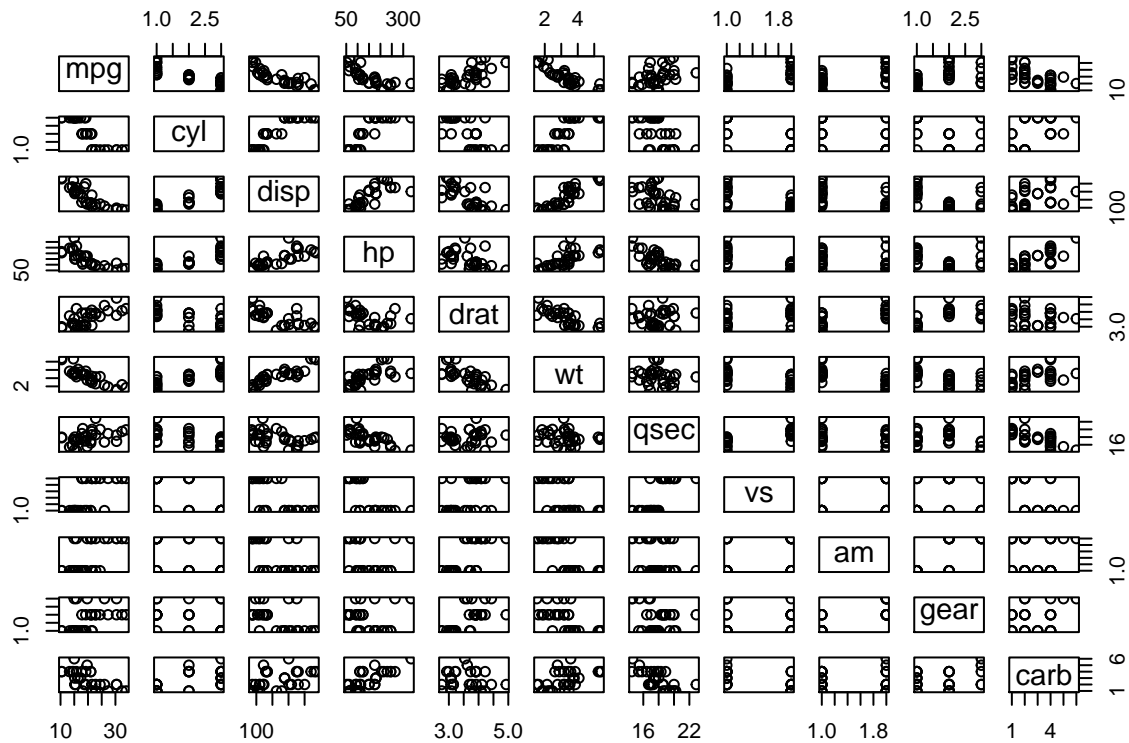 1.0 2.5 50 300 2 4 1.0 1.8 1.0 2.5
mpg 10
1.0 cyl
disp 100
50 hp
drat 3.0
2 wt
qsec 16
1.0 vs
am 1.0
1.0 gear
carb 1 6
10 30 100 3.0 5.0 16 22 1.0 1.8 1 4